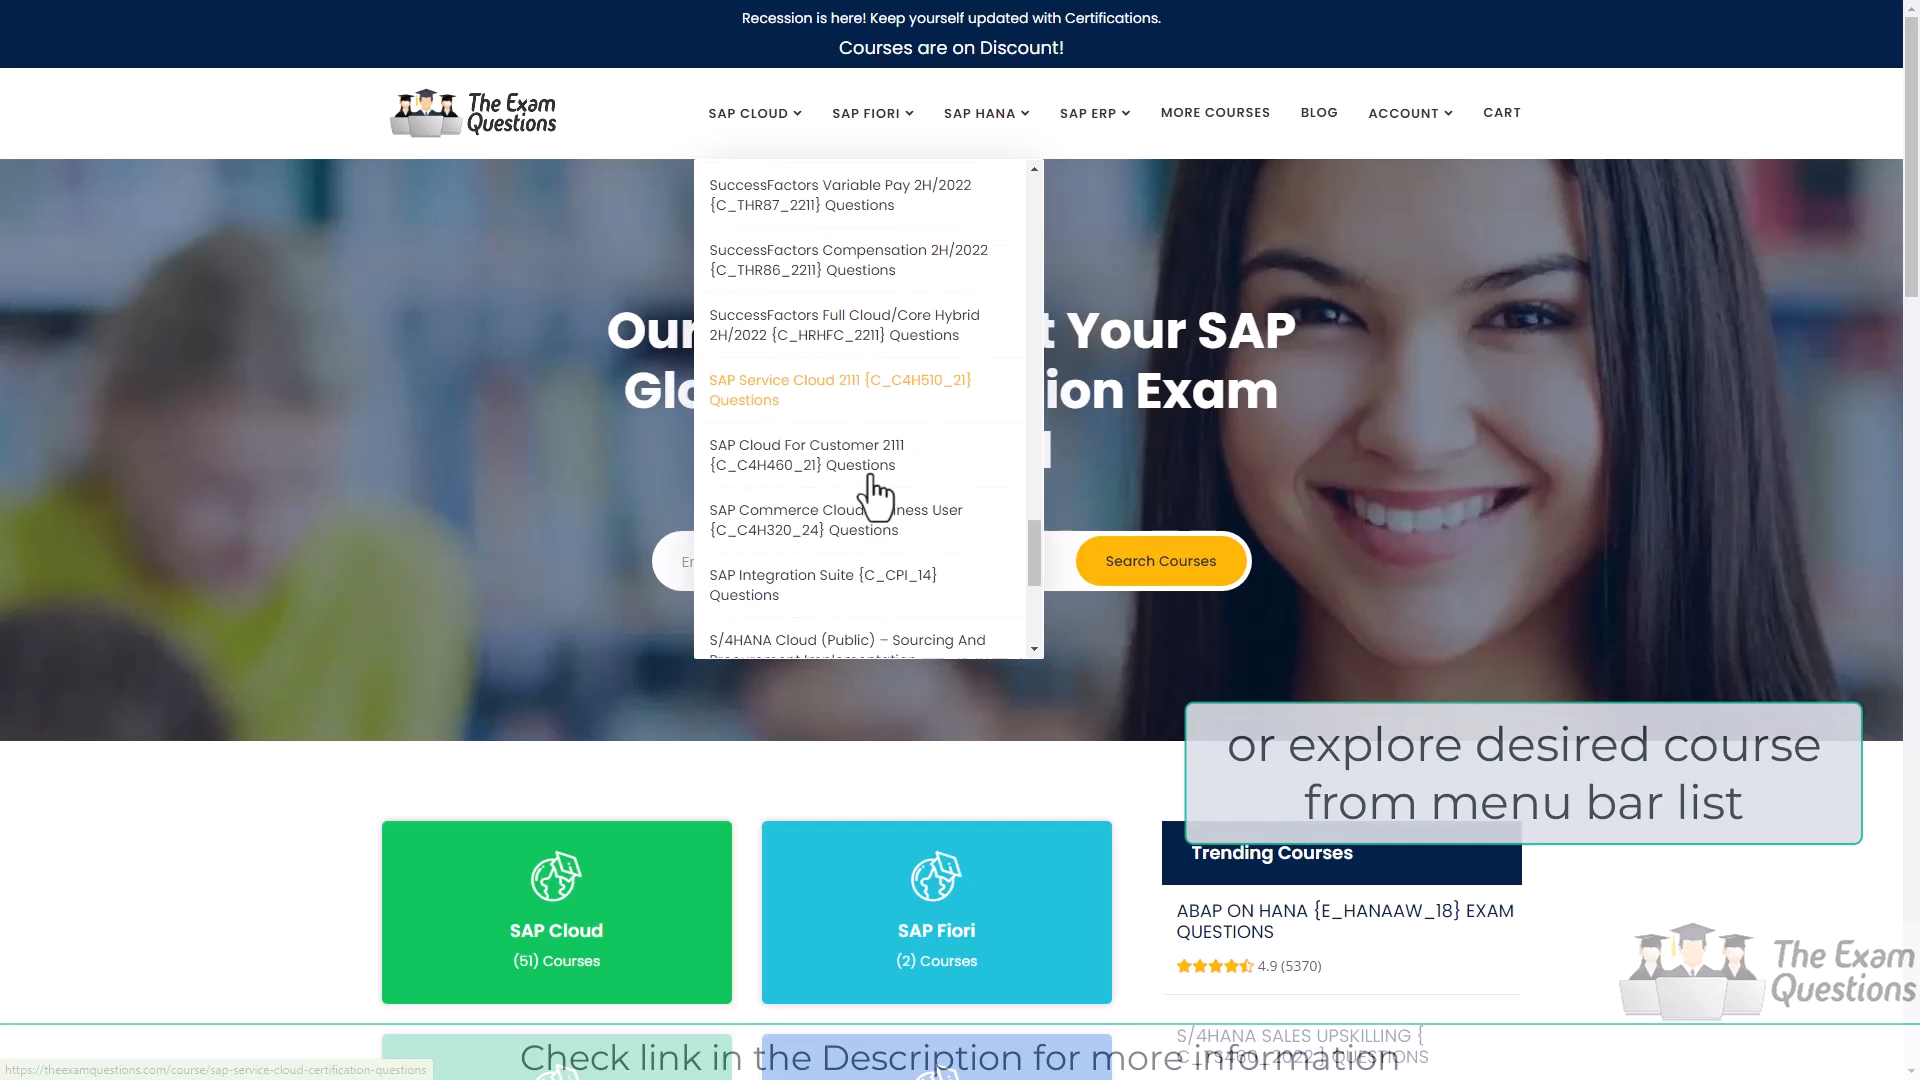 Recession is here! Keep yourself updated with Certifications.
Courses are on Discount!
The Exam
Questions
SAP CLOUD
SAP FIORI
SAP HANA
SAP ERP
MORE COURSES
BLOG
ACCOUNT
CART
SuccessFactors Variable Pay 2H/2022
{C_THR87_2211} Questions
SuccessFactors Compensation 2H/2022
{C_THR86_2211} Questions
SuccessFactors Full Cloud/Core Hybrid
2H/2022 {C_HRHFC_2211} Questions
SAP Service Cloud 2111 {C_C4H510_21}
Questions
SAP Cloud For Customer 2111
{C_C4H460_21} Questions
SAP Commerce Cloud iness User
{C_C4H320_24} Questions
SAP Integration Suite {C_CPI_14}
Questions
S/4HANA Cloud (Public) – Sourcing And
Our t Your SAP
Glo ion Exam
Er
Search Courses
or explore desired course
from menu bar list
SAP Cloud
(51) Courses
SAP Fiori
(2) Courses
Trending Courses
ABAP ON HANA {E_HANAAW_18} EXAM
QUESTIONS
4.9 (5370)
S/4HANA SALES UPSKILLING {
C_TS460_2022 } QUESTIONS
The Exam
Questions
Check link in the Description for more information
https://theexamquestions.com/course/sap-service-cloud-certification-questions